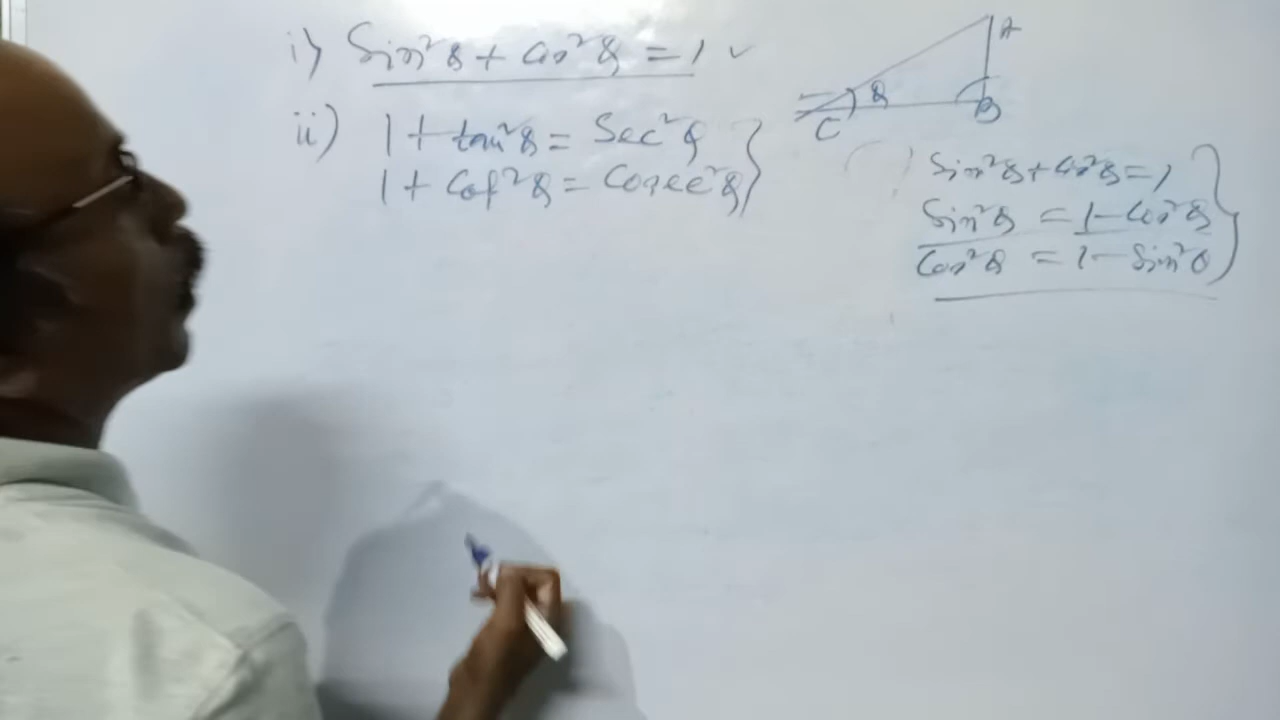 i) Sin²θ + Cos²θ = 1 ✓
ii) 1 + tan²θ = Sec²θ
1 + Cot²θ = Cosec²θ
A
θ
C
B
Sin²θ + Cos²θ = 1
Sin²θ = 1 - Cos²θ
Cos²θ = 1 - Sin²θ